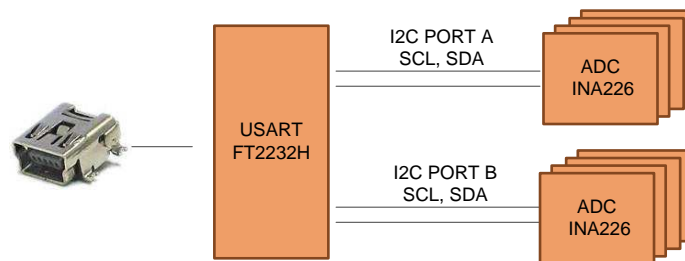 I2C PORT A
SCL, SDA
ADC
INA226
USART
FT2232H
I2C PORT B
SCL, SDA
ADC
INA226